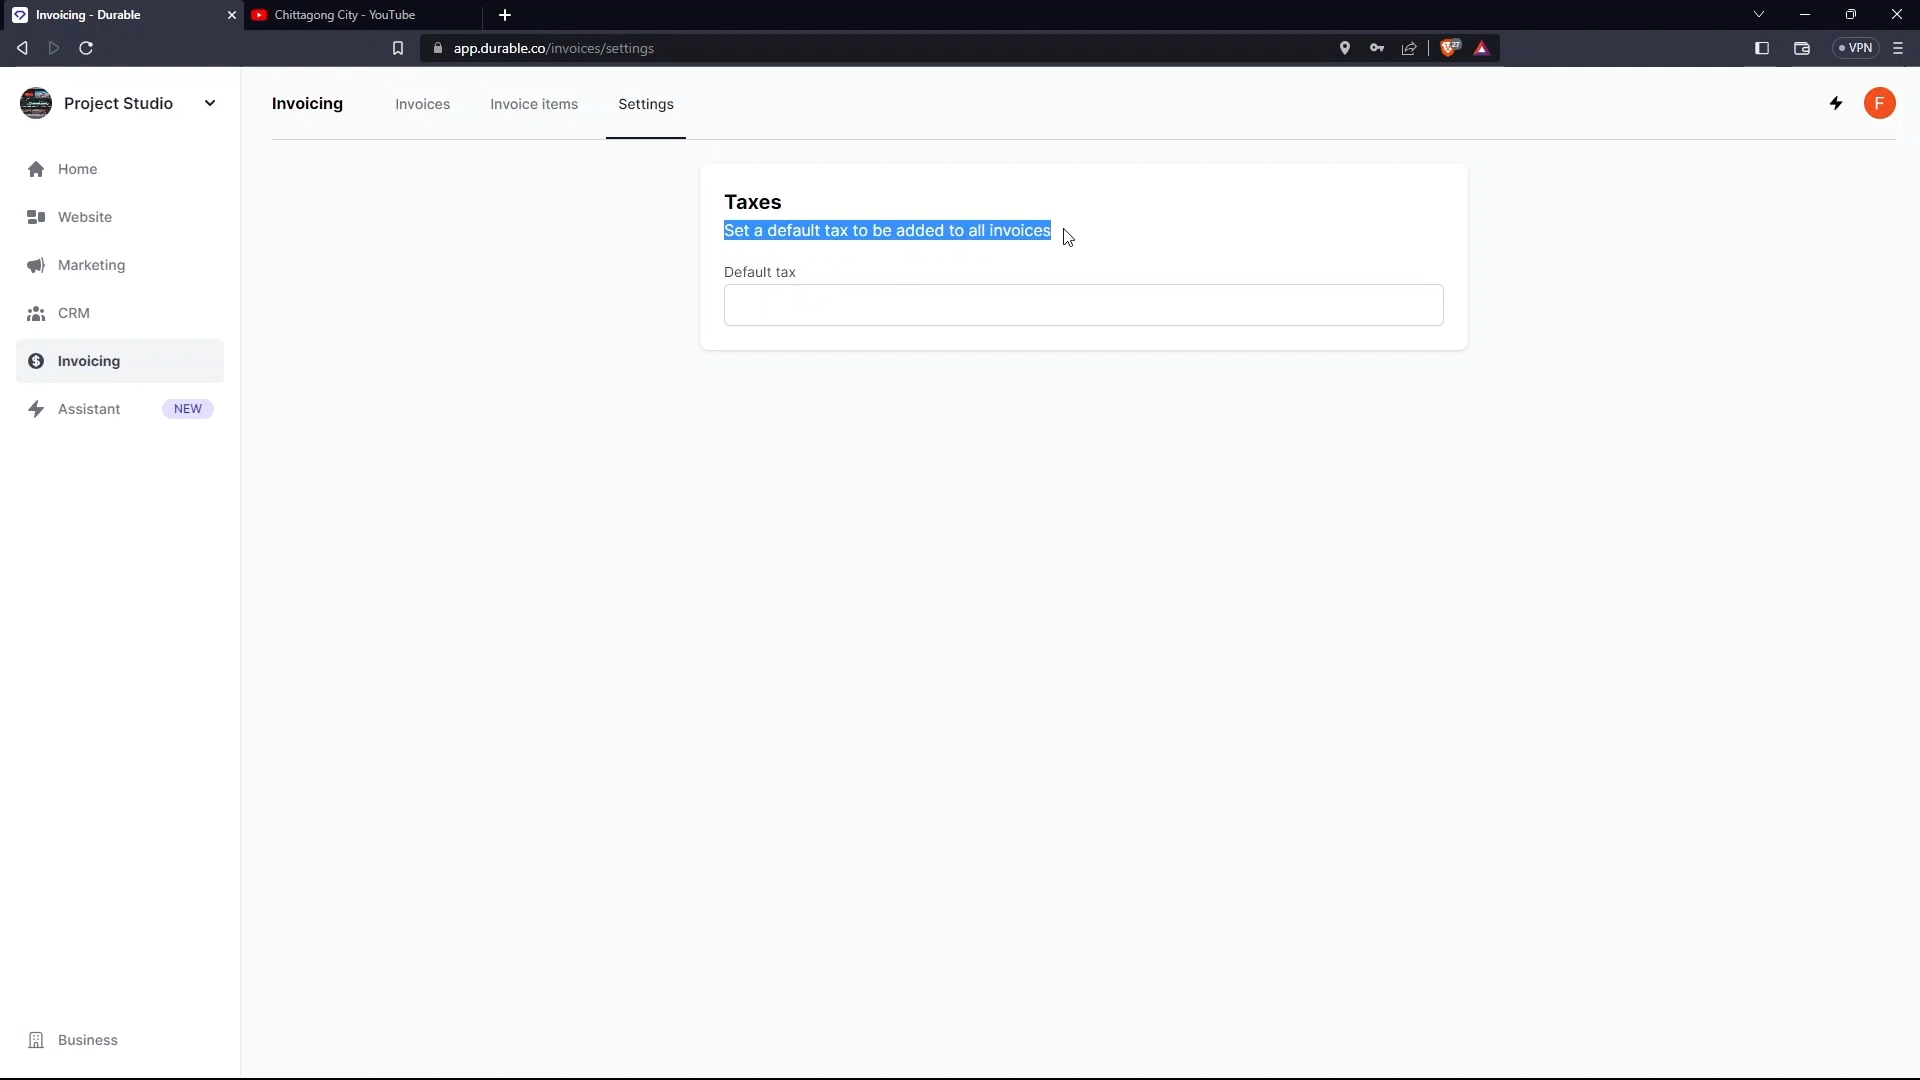 Invoicing - Durable
Chittagong City - YouTube
app.durable.co/invoices/settings
27
VPN
Project Studio
Invoicing
Invoices
Invoice items
Settings
F
Home
Website
Marketing
CRM
Invoicing
Assistant
NEW
Business
Taxes
Set a default tax to be added to all invoices
Default tax